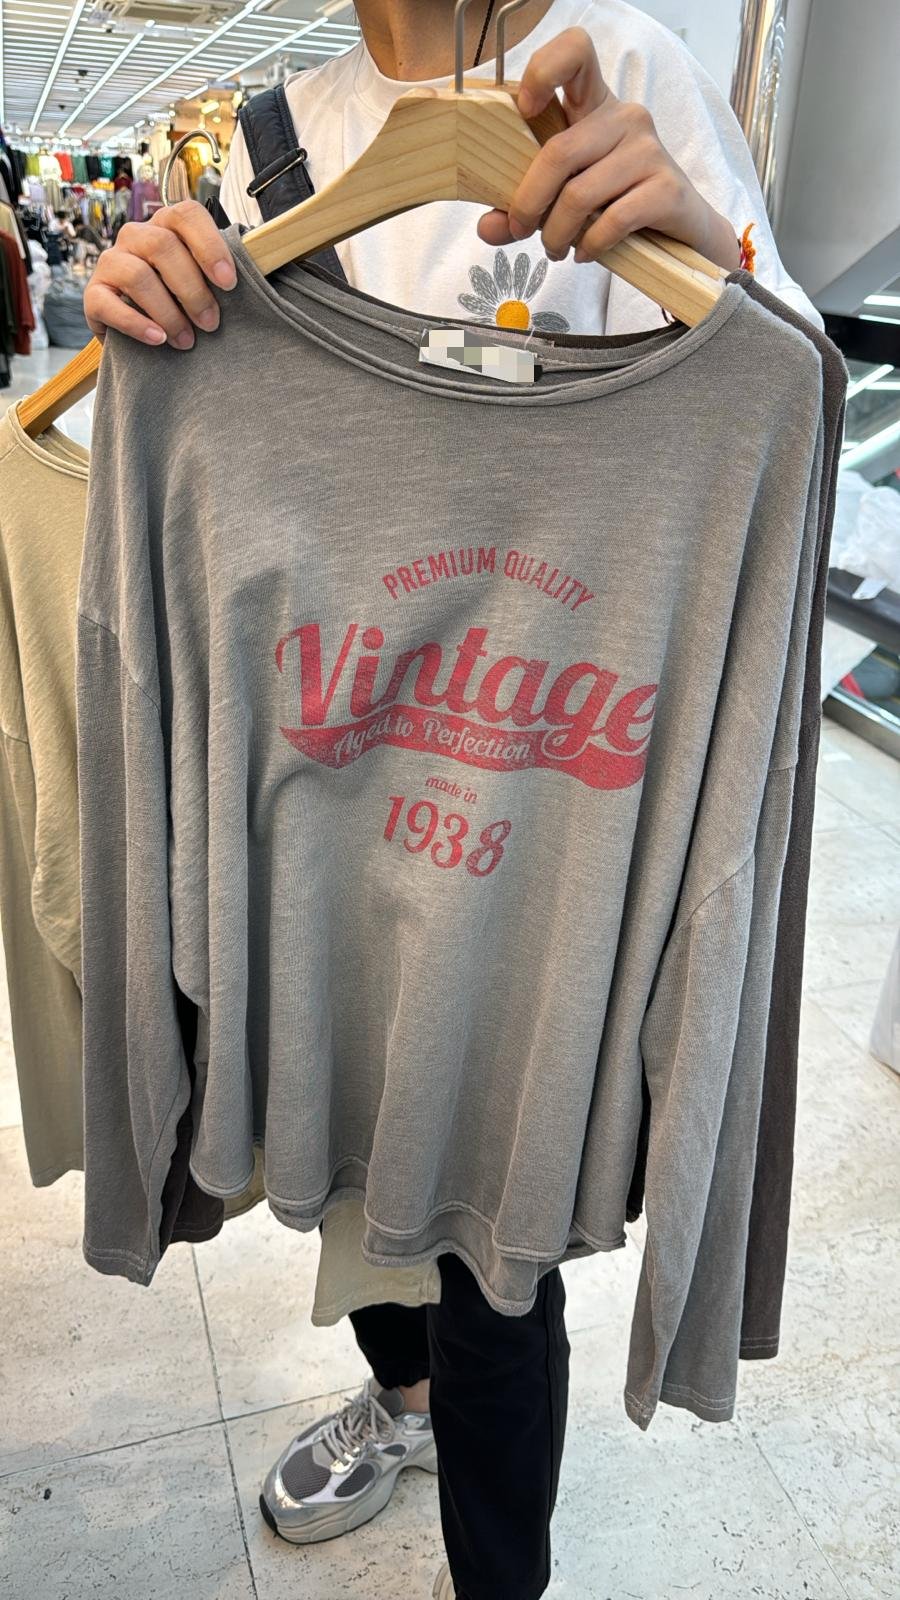 PREMIUM QUALITY
Vintage
Aged to Perfection
made in
1938